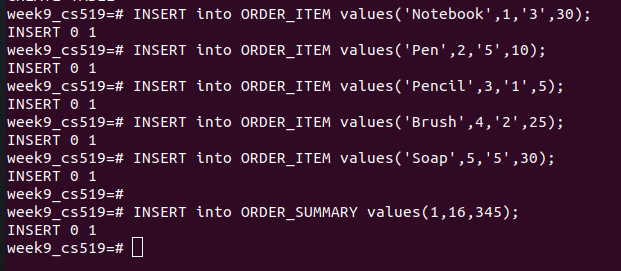 week9_cs519=# INSERT into ORDER_ITEM values('Notebook',1,'3',30);
INSERT 0 1
week9_cs519=# INSERT into ORDER_ITEM values('Pen',2,'5',10);
INSERT 0 1
week9_cs519=# INSERT into ORDER_ITEM values('Pencil',3,'1',5);
INSERT 0 1
week9_cs519=# INSERT into ORDER_ITEM values('Brush',4,'2',25);
INSERT 0 1
week9_cs519=# INSERT into ORDER_ITEM values('Soap',5,'5',30);
INSERT 0 1
week9_cs519=#
week9_cs519=# INSERT into ORDER_SUMMARY values(1,16,345);
INSERT 0 1
week9_cs519=#